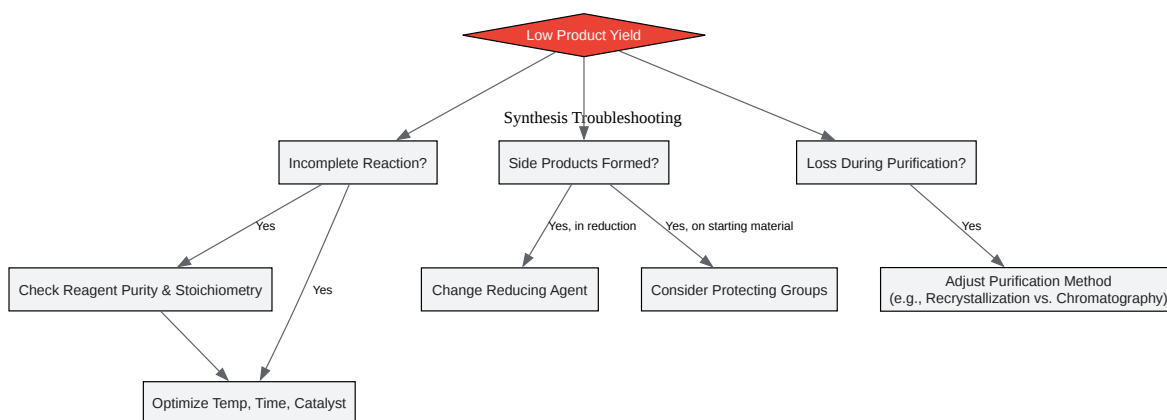 Low Product Yield
Synthesis Troubleshooting
Incomplete Reaction?
Side Products Formed?
Loss During Purification?
Yes
Yes, in reduction
Yes, on starting material
Yes
Check Reagent Purity & Stoichiometry
Yes
Change Reducing Agent
Consider Protecting Groups
Adjust Purification Method
(e.g., Recrystallization vs. Chromatography)
Optimize Temp, Time, Catalyst